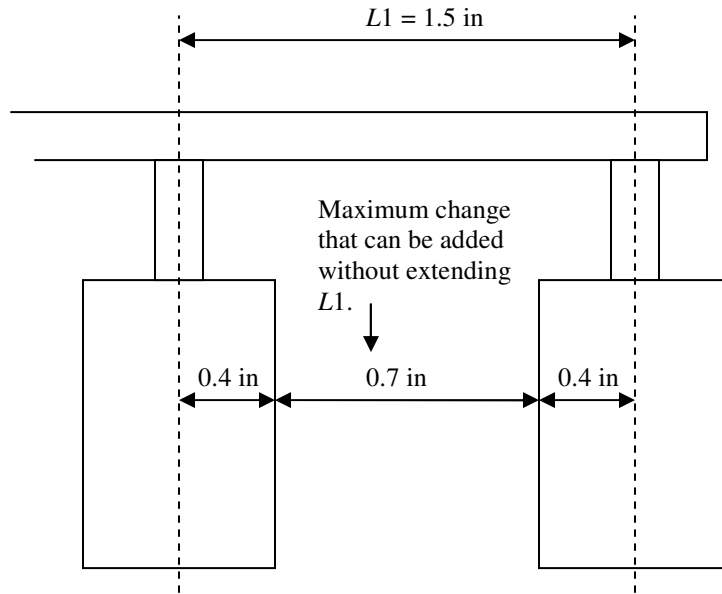 L1 = 1.5 in
Maximum change
that can be added
without extending
L1.
0.4 in
0.7 in
0.4 in